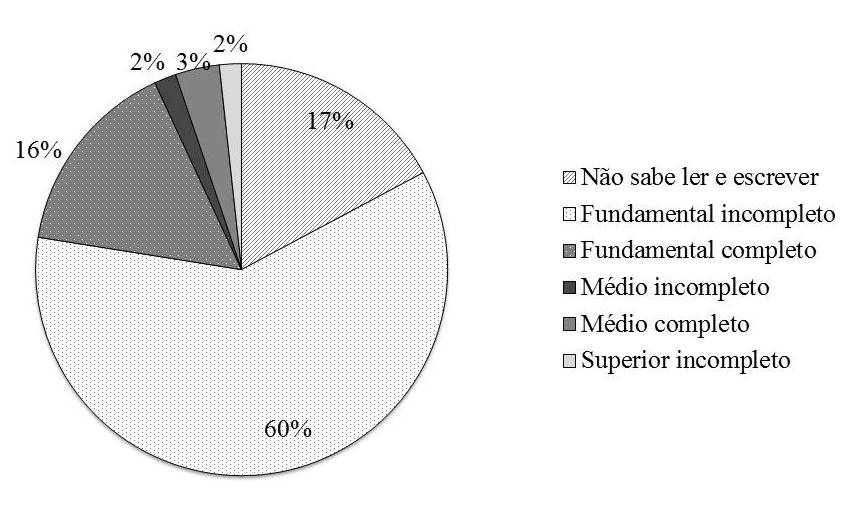 2%
2%
3%
17%
16%
60%
Não sabe ler e escrever
Fundamental incompleto
Fundamental completo
Médio incompleto
Médio completo
Superior incompleto